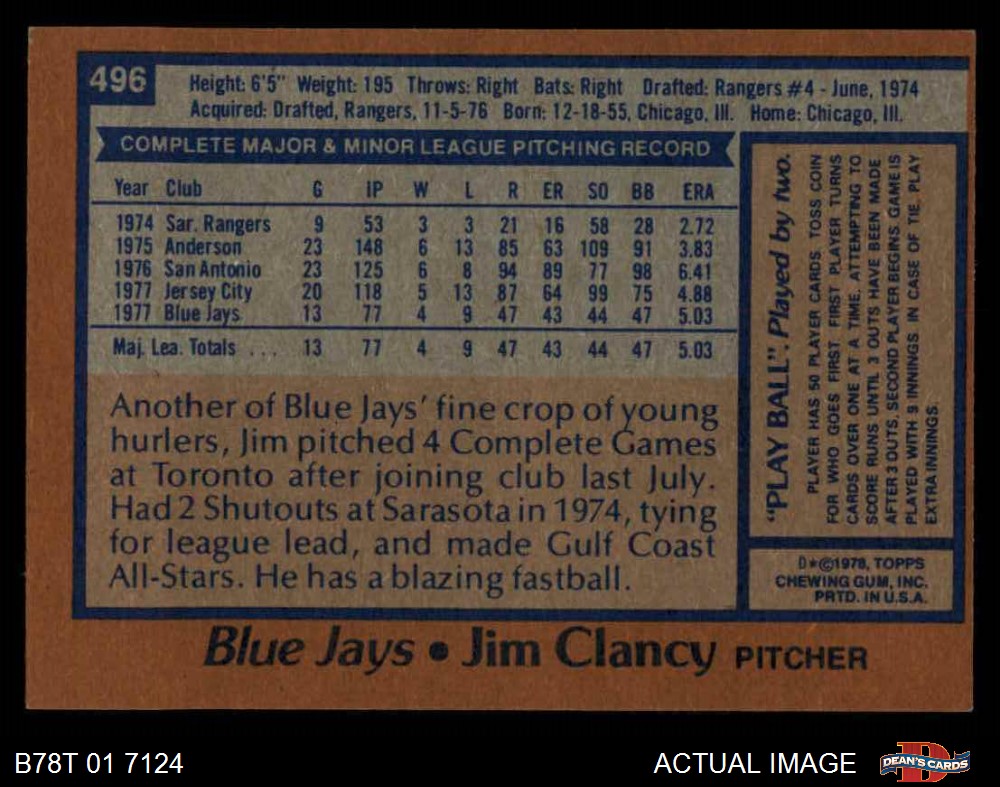 496
Height: 6'5" Weight: 195 Throws: Right Bats: Right Drafted: Rangers #4 - June, 1974
Acquired: Drafted, Rangers, 11-5-76 Born: 12-18-55, Chicago, Ill. Home: Chicago, Ill.
COMPLETE MAJOR & MINOR LEAGUE PITCHING RECORD
Year Club G IP W L R ER SO BB ERA
1974 Sar. Rangers 9 53 3 3 21 16 58 28 2.72
1975 Anderson 23 148 6 13 85 63 109 91 3.83
1976 San Antonio 23 125 6 8 94 89 77 98 6.41
1977 Jersey City 20 118 5 13 87 64 99 75 4.88
1977 Blue Jays 13 77 4 9 47 43 44 47 5.03
Maj. Lea. Totals ... 13 77 4 9 47 43 44 47 5.03
Another of Blue Jays' fine crop of young
hurlers, Jim pitched 4 Complete Games
at Toronto after joining club last July.
Had 2 Shutouts at Sarasota in 1974, tying
for league lead, and made Gulf Coast
All-Stars. He has a blazing fastball.
"PLAY BALL". Played by two.
PLAYER HAS 50 PLAYER CARDS. TOSS COIN
FOR WHO GOES FIRST. FIRST PLAYER TURNS
CARDS OVER ONE AT A TIME, ATTEMPTNG TO
SCORE RUNS UNTIL 3 OUTS HAVE BEEN MADE
AFTER 3 OUTS, SECOND PLAYER BEGINS. GAME IS
PLAYED WITH 9 INNINGS IN CASE OF TIE, PLAY
EXTRA INNINGS
D*©1978, TOPPS
CHEWING GUM, INC.
PRTD. IN U.S.A.
Blue Jays • Jim Clancy PITCHER
B78T 01 7124
ACTUAL IMAGE
D
DEAN'S CARDS